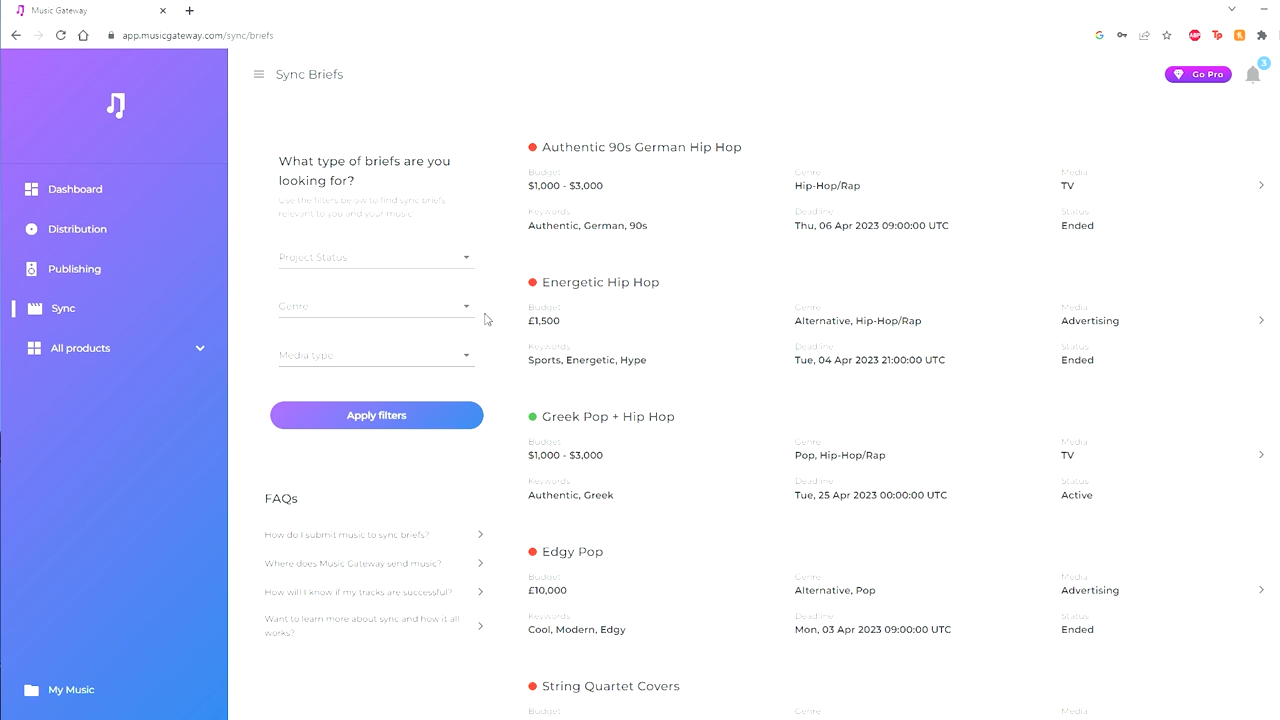 Music Gateway
app.musicgateway.com/sync/briefs
Sync Briefs
Go Pro
3
Dashboard
Distribution
Publishing
Sync
All products
My Music
What type of briefs are you
looking for?
Use the filters below to find sync briefs
relevant to you and your music
Project Status
Genre
Media type
Apply filters
FAQs
How do I submit music to sync briefs?
Where does Music Gateway send music?
How will I know if my tracks are successful?
Want to learn more about sync and how it all
works?
Authentic 90s German Hip Hop
Budget Genre Media
$1,000 - $3,000 Hip-Hop/Rap TV
Keywords Deadline Status
Authentic, German, 90s Thu, 06 Apr 2023 09:00:00 UTC Ended
Energetic Hip Hop
Budget Genre Media
£1,500 Alternative, Hip-Hop/Rap Advertising
Keywords Deadline Status
Sports, Energetic, Hype Tue, 04 Apr 2023 21:00:00 UTC Ended
Greek Pop + Hip Hop
Budget Genre Media
$1,000 - $3,000 Pop, Hip-Hop/Rap TV
Keywords Deadline Status
Authentic, Greek Tue, 25 Apr 2023 00:00:00 UTC Active
Edgy Pop
Budget Genre Media
£10,000 Alternative, Pop Advertising
Keywords Deadline Status
Cool, Modern, Edgy Mon, 03 Apr 2023 09:00:00 UTC Ended
String Quartet Covers
Budget Genre Media